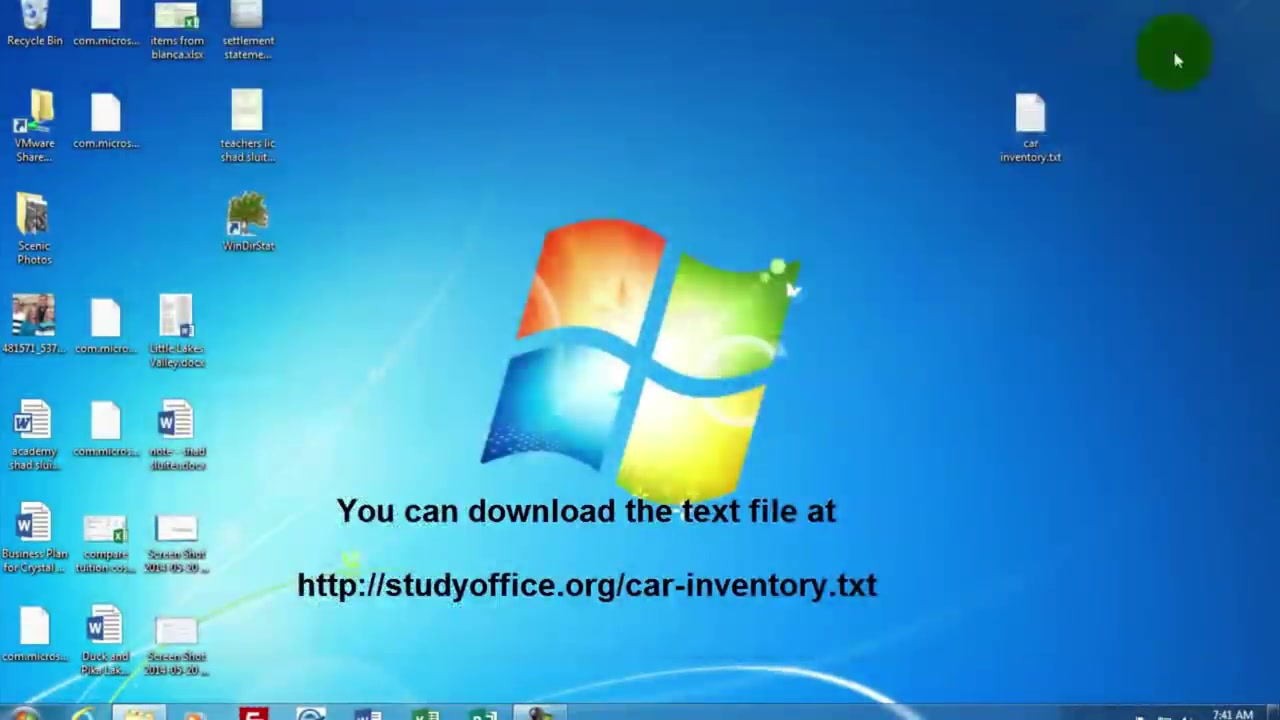 Recycle Bin
com.micros...
items from
bianca.xlsx
settlement
stateme...
VMware
Share...
com.micros...
teachers lic
shad.sluit...
car
inventory.txt
Scenic
Photos
WinDirStat
481571_537...
com.micro...
Little Lakes
Valley.docx
academy
shad.slui...
com.micros...
note - shad
sluiter.docx
You can download the text file at
Business Plan
for Crystal ...
compare
tuition cos...
Screen Shot
2014-05-20 ...
http://studyoffice.org/car-inventory.txt
com.micros...
Duck and
Pike Lak...
Screen Shot
2014-05-20 ...
7:41 AM